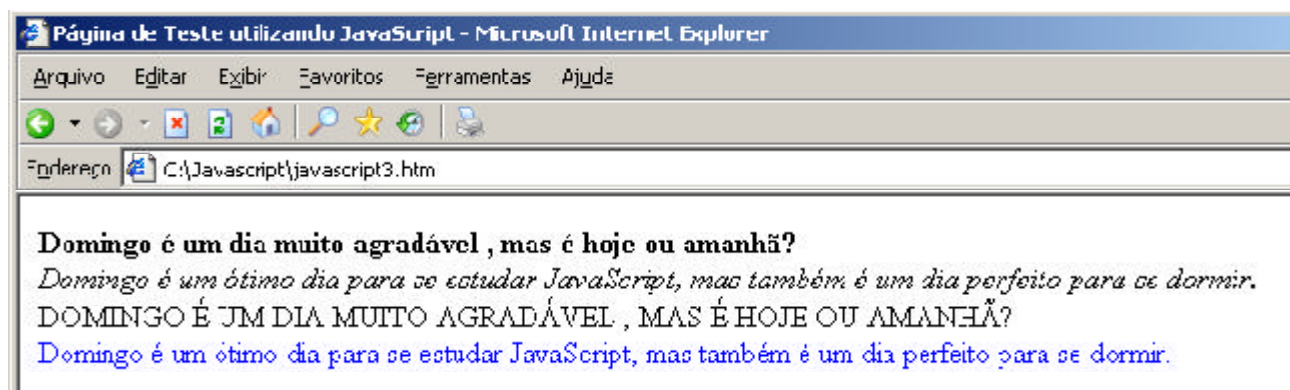 Página de Teste utilizando JavaScript - Microsoft Internet Explorer
Arquivo Editar Exibir Favoritos Ferramentas Ajuda
Endereço C:\Javascript\javascript3.htm
Domingo é um dia muito agradável , mas é hoje ou amanhã?
Domingo é um ótimo dia para se estudar JavaScript, mas também é um dia perfeito para se dormir.
DOMINGO É UM DIA MUITO AGRADÁVEL , MAS É HOJE OU AMANHÃ?
Domingo é um ótimo dia para se estudar JavaScript, mas também é um dia perfeito para se dormir.